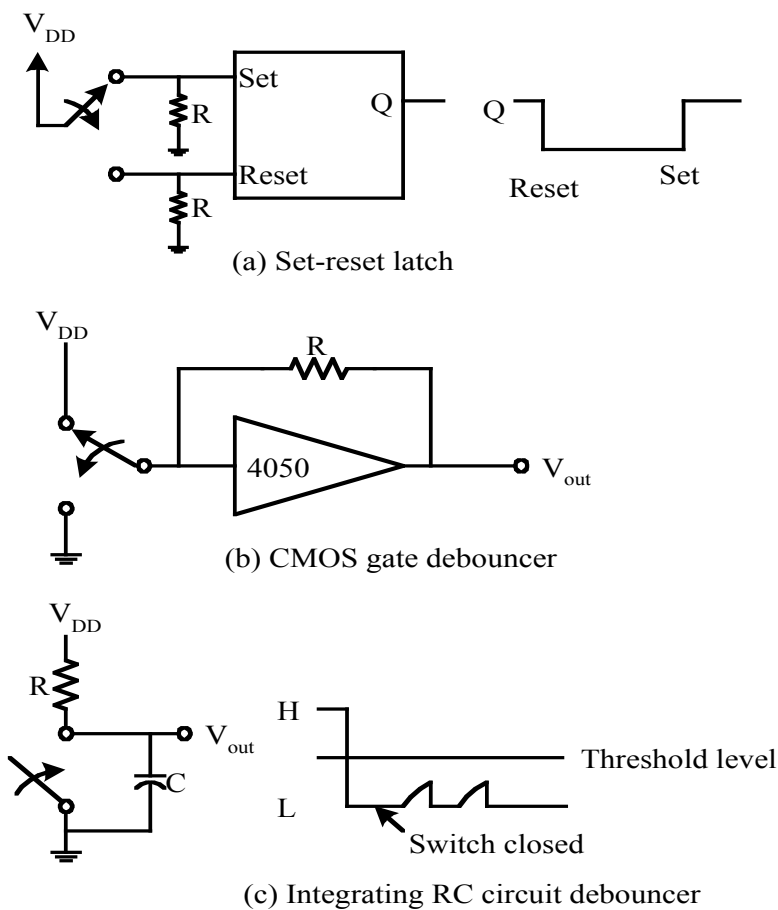 V_DD
Set
R
Q
Q
Reset
R
Reset
Set
(a) Set-reset latch
V_DD
R
4050
V_out
(b) CMOS gate debouncer
V_DD
R
V_out
C
H
Threshold level
L
Switch closed
(c) Integrating RC circuit debouncer